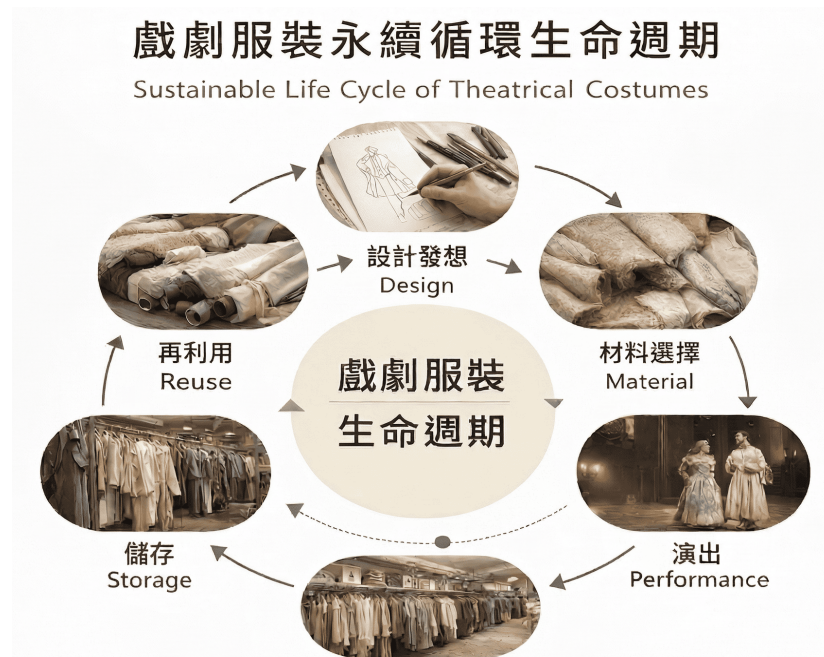 戲劇服裝永續循環生命週期
Sustainable Life Cycle of Theatrical Costumes
設計發想
Design
再利用
Reuse
材料選擇
Material
戲劇服裝
生命週期
儲存
Storage
演出
Performance